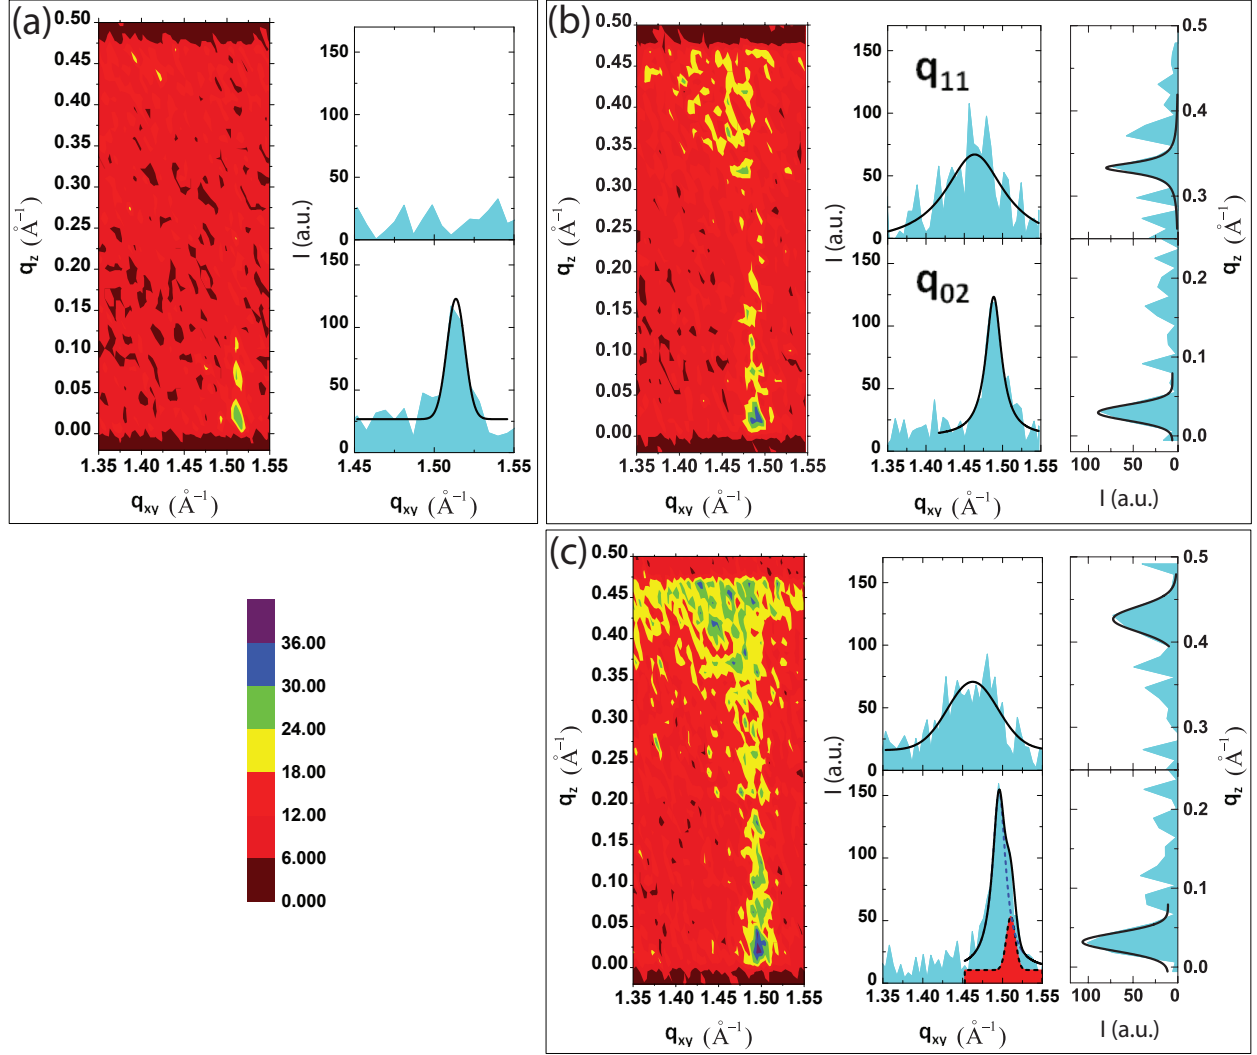 (a)
0.50
0.45
0.40
0.35
0.30
0.25
0.20
0.15
0.10
0.05
0.00
qz (Å⁻¹)
1.35 1.40 1.45 1.50 1.55
qxy (Å⁻¹)
150
100
50
0
150
100
50
0
I (a.u.)
1.45 1.50 1.55
qxy (Å⁻¹)
(b)
0.50
0.45
0.40
0.35
0.30
0.25
0.20
0.15
0.10
0.05
0.00
qz (Å⁻¹)
1.35 1.40 1.45 1.50 1.55
qxy (Å⁻¹)
q11
150
100
50
0
q02
150
100
50
0
I (a.u.)
1.35 1.40 1.45 1.50 1.55
qxy (Å⁻¹)
0.5
0.4
0.3
0.2
0.1
0.0
qz (Å⁻¹)
100 50 0
I (a.u.)
36.00
30.00
24.00
18.00
12.00
6.000
0.000
(c)
0.50
0.45
0.40
0.35
0.30
0.25
0.20
0.15
0.10
0.05
0.00
qz (Å⁻¹)
1.35 1.40 1.45 1.50 1.55
qxy (Å⁻¹)
150
100
50
0
150
100
50
0
I (a.u.)
1.35 1.40 1.45 1.50 1.55
qxy (Å⁻¹)
0.5
0.4
0.3
0.2
0.1
0.0
qz (Å⁻¹)
100 50 0
I (a.u.)